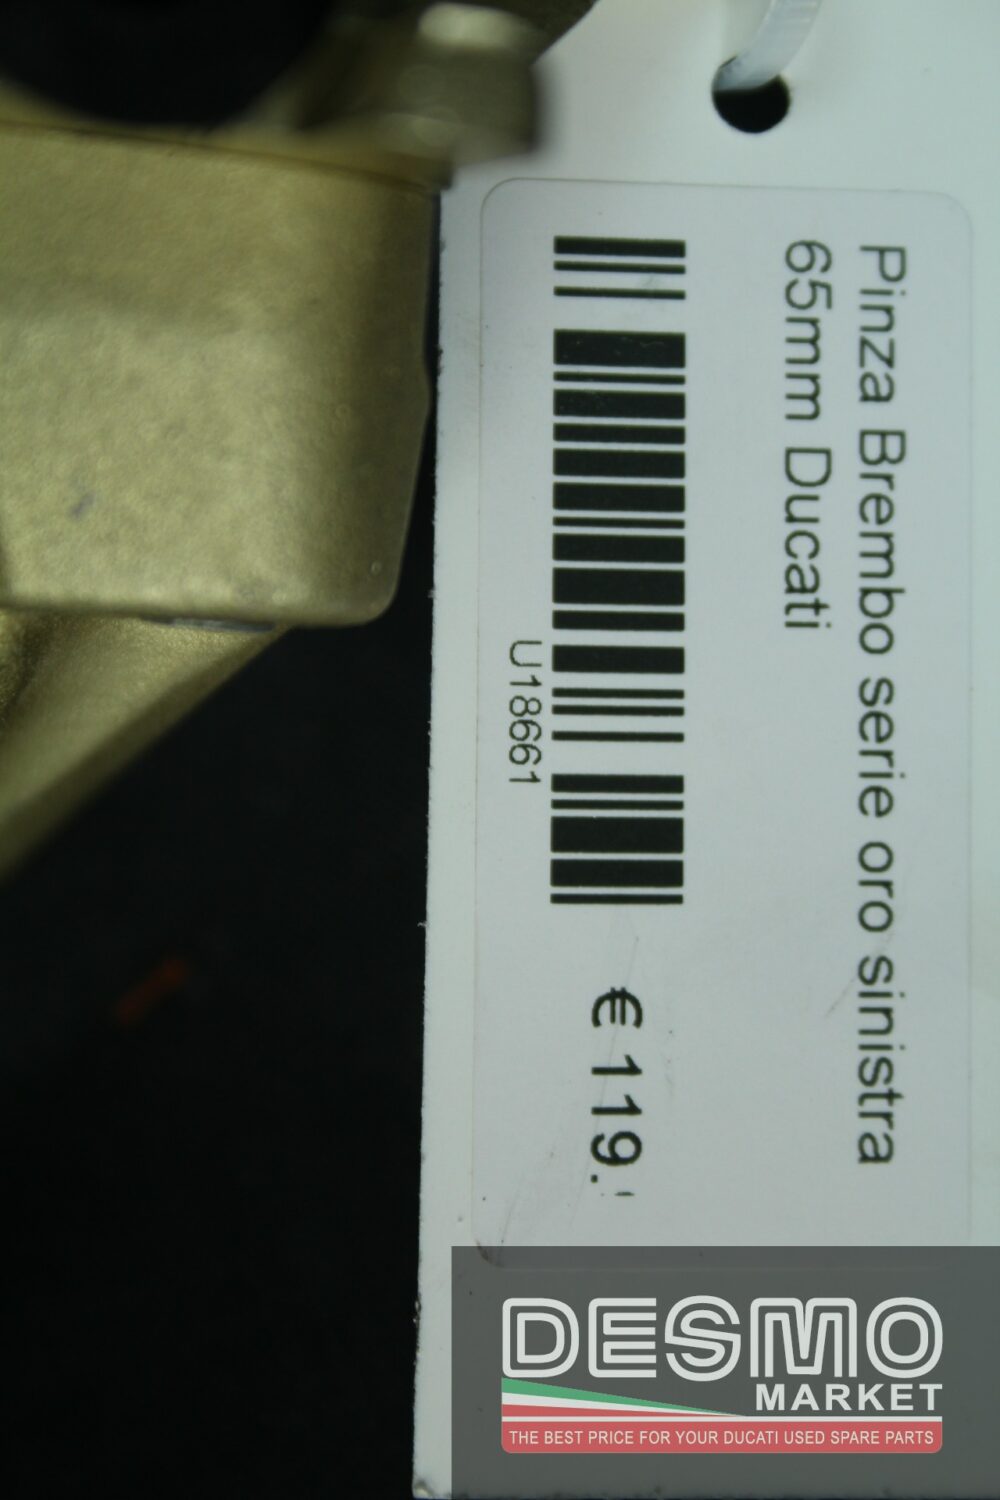 Pinza Brembo serie oro sinistra
65mm Ducati
U18661
€ 119.
DESMO
MARKET
THE BEST PRICE FOR YOUR DUCATI USED SPARE PARTS